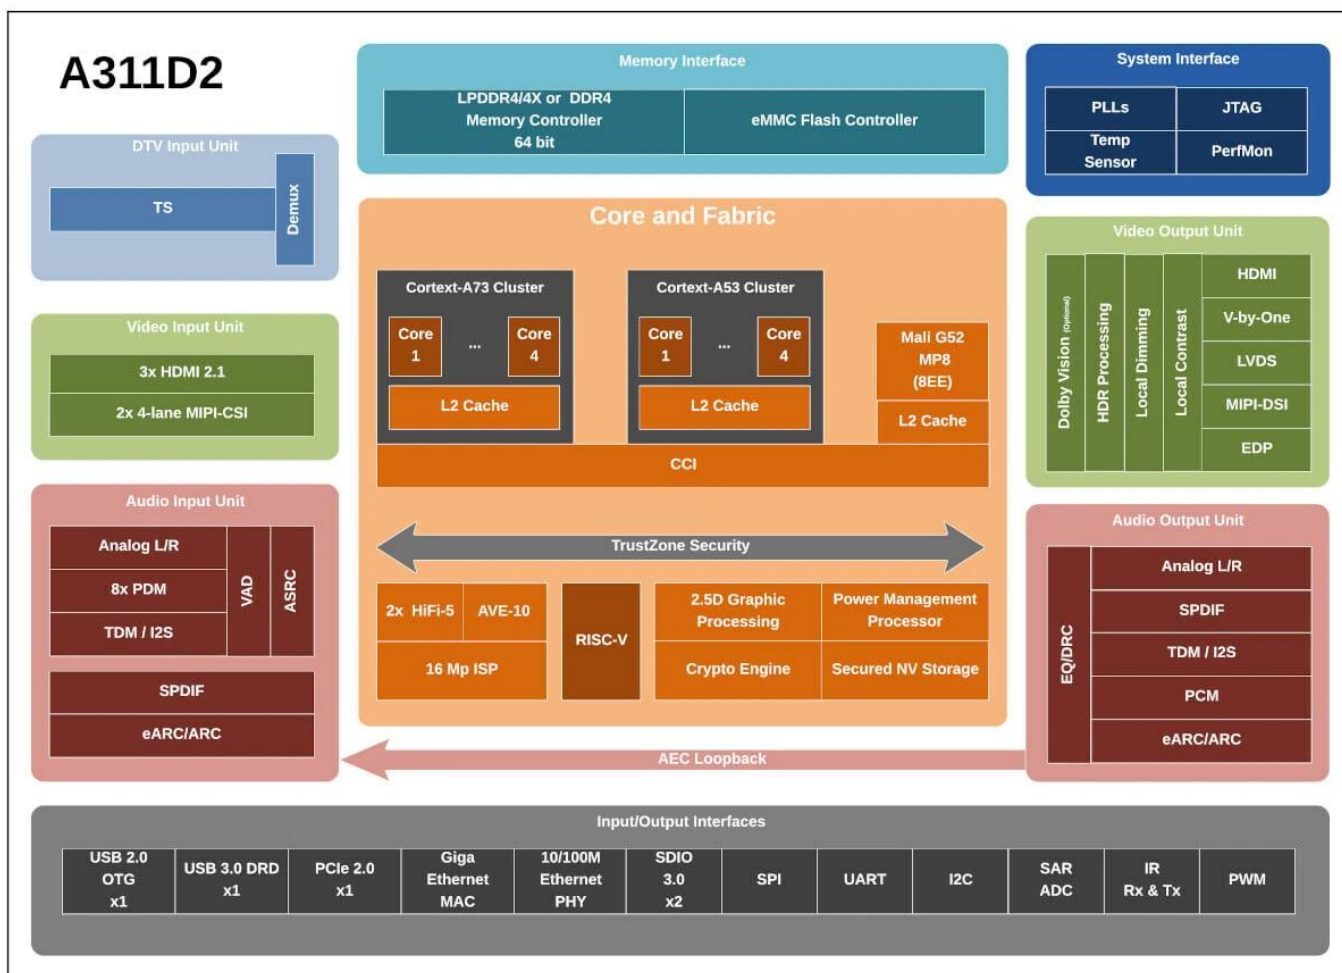 A311D2
Memory Interface
LPDDR4/4X or DDR4
Memory Controller
64 bit
eMMC Flash Controller
System Interface
PLLs
JTAG
Temp
Sensor
PerfMon
DTV Input Unit
TS
Demux
Video Input Unit
3x HDMI 2.1
2x 4-lane MIPI-CSI
Audio Input Unit
Analog L/R
8x PDM
TDM / I2S
VAD
ASRC
SPDIF
eARC/ARC
Core and Fabric
Cortext-A73 Cluster
Core
1
...
Core
4
L2 Cache
Cortext-A53 Cluster
Core
1
...
Core
4
L2 Cache
Mali G52
MP8
(8EE)
L2 Cache
CCI
TrustZone Security
2x HiFi-5
AVE-10
16 Mp ISP
RISC-V
2.5D Graphic
Processing
Power Management
Processor
Crypto Engine
Secured NV Storage
Video Output Unit
Dolby Vision (Optional)
HDR Processing
Local Dimming
Local Contrast
HDMI
V-by-One
LVDS
MIPI-DSI
EDP
Audio Output Unit
EQ/DRC
Analog L/R
SPDIF
TDM / I2S
PCM
eARC/ARC
AEC Loopback
Input/Output Interfaces
USB 2.0
OTG
x1
USB 3.0 DRD
x1
PCIe 2.0
x1
Giga
Ethernet
MAC
10/100M
Ethernet
PHY
SDIO
3.0
x2
SPI
UART
I2C
SAR
ADC
IR
Rx & Tx
PWM